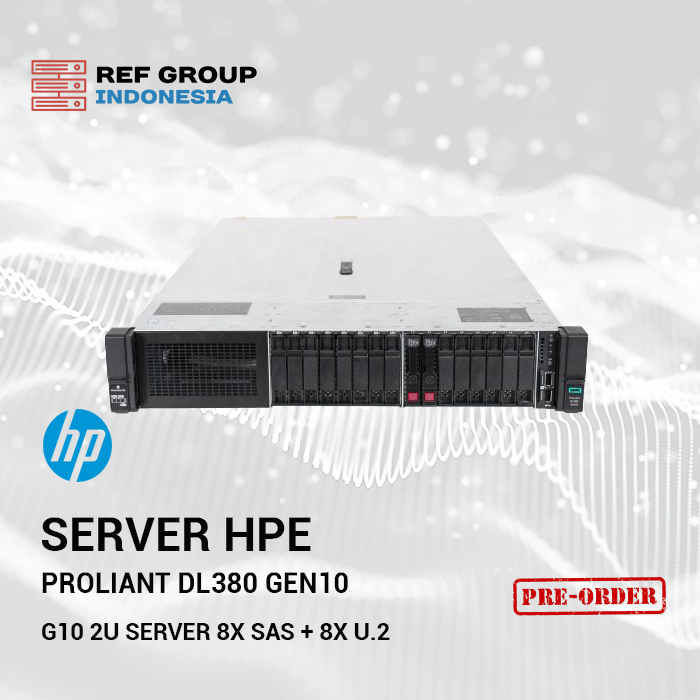 REF GROUP
INDONESIA
hp
SERVER HPE
PROLIANT DL380 GEN10
G10 2U SERVER 8X SAS + 8X U.2
PRE-ORDER